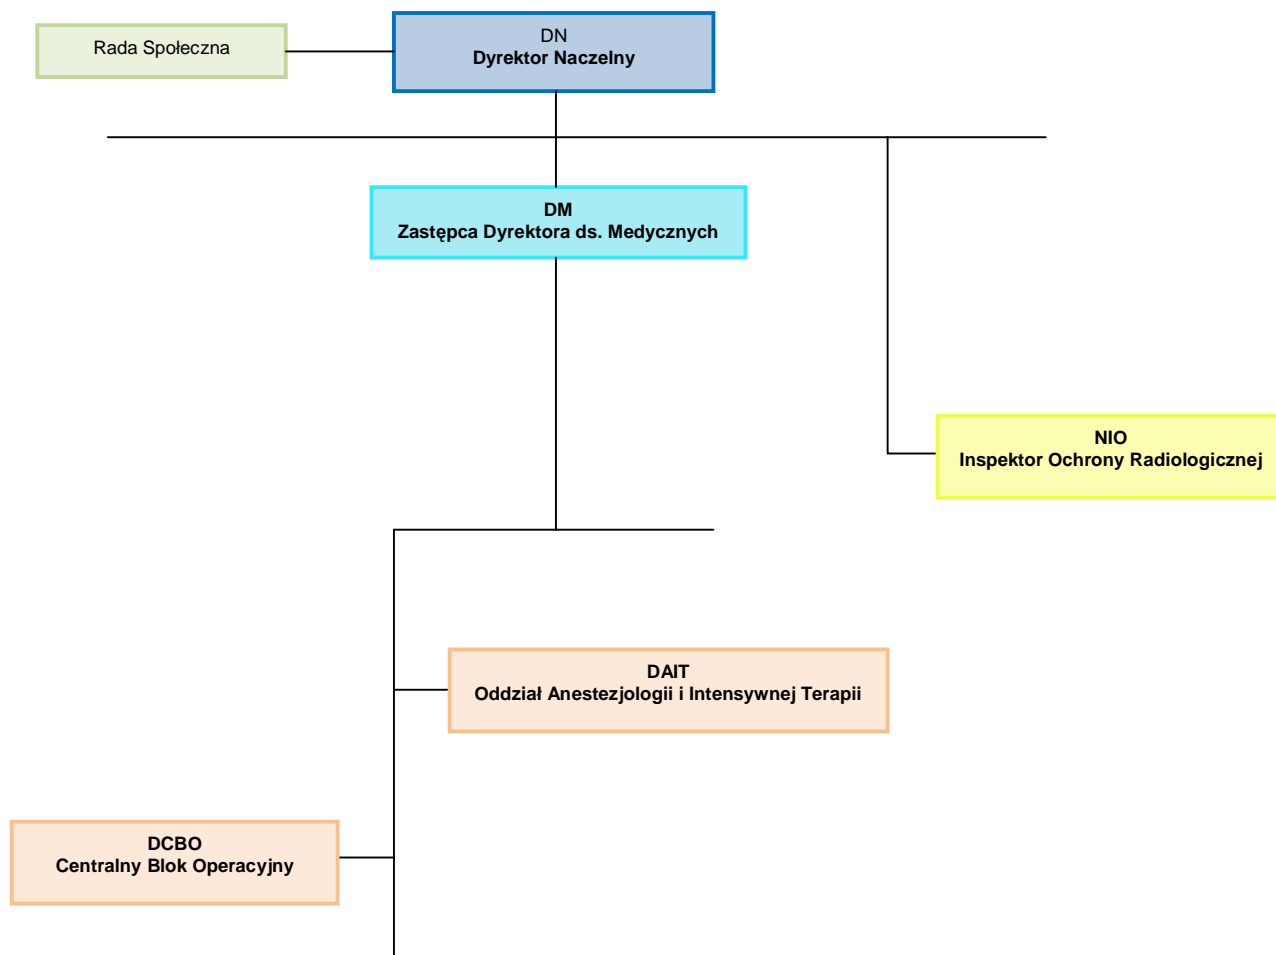 Rada Społeczna
DN
Dyrektor Naczelny
DM
Zastępca Dyrektora ds. Medycznych
NIO
Inspektor Ochrony Radiologicznej
DAIT
Oddział Anestezjologii i Intensywnej Terapii
DCBO
Centralny Blok Operacyjny